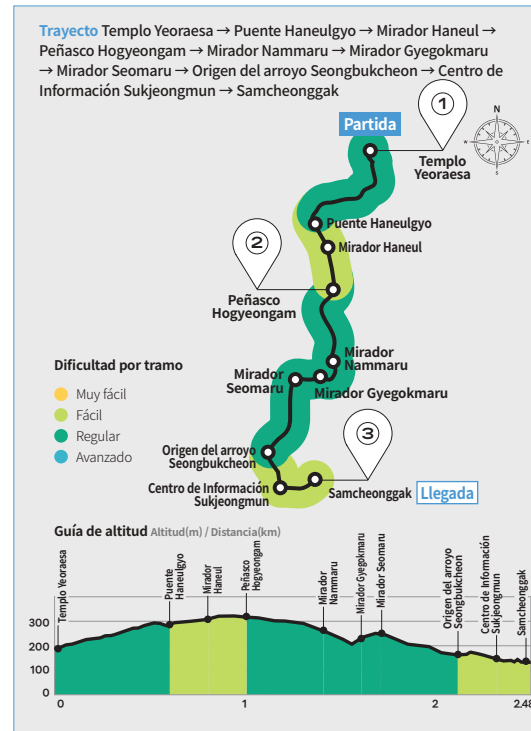 Trayecto Templo Yeoraesa → Puente Haneulgyo → Mirador Haneul →
Peñasco Hogyeongam → Mirador Nammaru → Mirador Gyegokmaru
→ Mirador Seomaru → Origen del arroyo Seongbukcheon → Centro de
Información Sukjeongmun → Samcheonggak
1
Partida
N
W
E
S
Templo
Yeoraesa
Puente Haneulgyo
2
Mirador Haneul
Peñasco
Hogyeongam
Mirador
Nammaru
Mirador
Seomaru
Mirador Gyegokmaru
Dificultad por tramo
Muy fácil
Fácil
Regular
Avanzado
3
Origen del arroyo
Seongbukcheon
Centro de Información
Sukjeongmun
Samcheonggak
Llegada
Guía de altitud Altitud(m) / Distancia(km)
Templo Yeoraesa
Puente
Haneulgyo
Mirador
Haneul
Peñasco
Hogyeongam
Mirador
Nammaru
Mirador Gyegokmaru
Mirador Seomaru
Origen del arroyo
Seongbukcheon
Centro de Información
Sukjeongmun
Samcheonggak
300
200
100
0
0
1
2
2.48